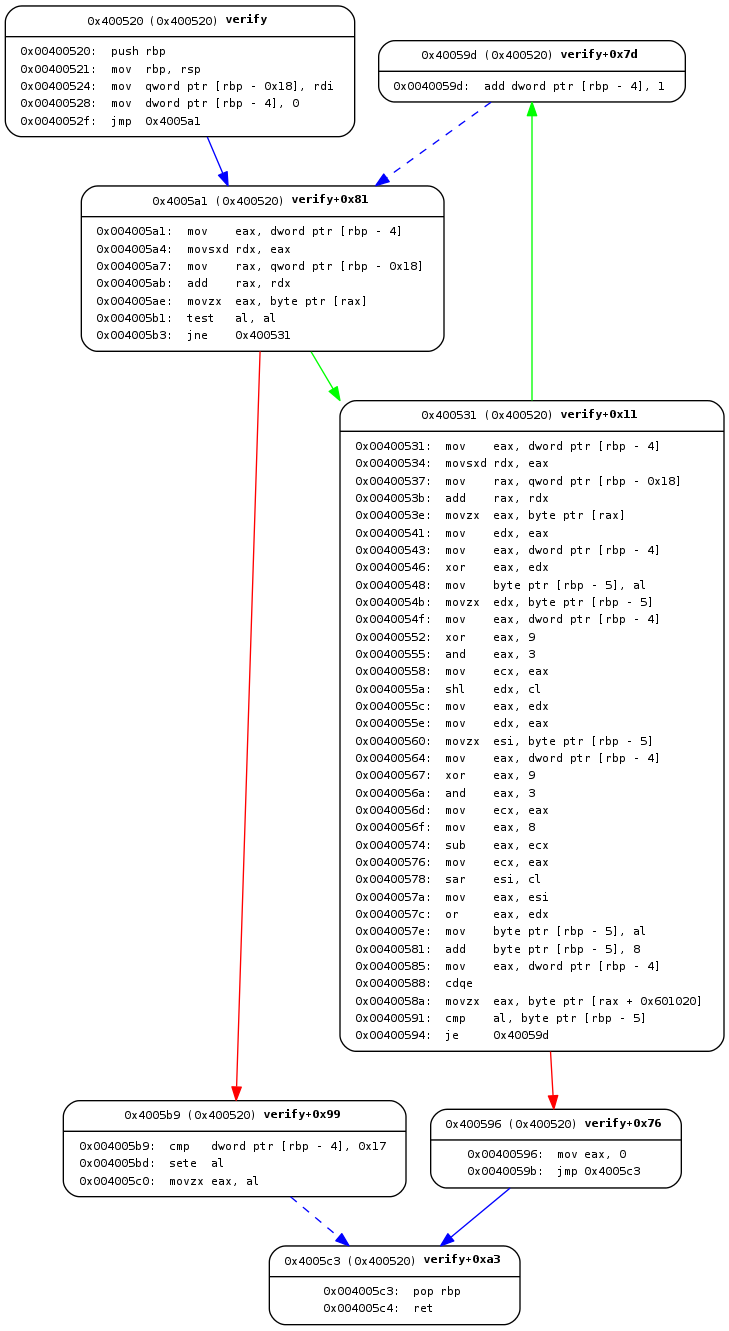 0x400520 (0x400520) verify
0x00400520: push rbp
0x00400521: mov rbp, rsp
0x00400524: mov qword ptr [rbp - 0x18], rdi
0x00400528: mov dword ptr [rbp - 4], 0
0x0040052f: jmp 0x4005a1
0x40059d (0x400520) verify+0x7d
0x0040059d: add dword ptr [rbp - 4], 1
0x4005a1 (0x400520) verify+0x81
0x004005a1: mov eax, dword ptr [rbp - 4]
0x004005a4: movsxd rdx, eax
0x004005a7: mov rax, qword ptr [rbp - 0x18]
0x004005ab: add rax, rdx
0x004005ae: movzx eax, byte ptr [rax]
0x004005b1: test al, al
0x004005b3: jne 0x400531
0x400531 (0x400520) verify+0x11
0x00400531: mov eax, dword ptr [rbp - 4]
0x00400534: movsxd rdx, eax
0x00400537: mov rax, qword ptr [rbp - 0x18]
0x0040053b: add rax, rdx
0x0040053e: movzx eax, byte ptr [rax]
0x00400541: mov edx, eax
0x00400543: mov eax, dword ptr [rbp - 4]
0x00400546: xor eax, edx
0x00400548: mov byte ptr [rbp - 5], al
0x0040054b: movzx edx, byte ptr [rbp - 5]
0x0040054f: mov eax, dword ptr [rbp - 4]
0x00400552: xor eax, 9
0x00400555: and eax, 3
0x00400558: mov ecx, eax
0x0040055a: shl edx, cl
0x0040055c: mov eax, edx
0x0040055e: mov edx, eax
0x00400560: movzx esi, byte ptr [rbp - 5]
0x00400564: mov eax, dword ptr [rbp - 4]
0x00400567: xor eax, 9
0x0040056a: and eax, 3
0x0040056d: mov ecx, eax
0x0040056f: mov eax, 8
0x00400574: sub eax, ecx
0x00400576: mov ecx, eax
0x00400578: sar esi, cl
0x0040057a: mov eax, esi
0x0040057c: or eax, edx
0x0040057e: mov byte ptr [rbp - 5], al
0x00400581: add byte ptr [rbp - 5], 8
0x00400585: mov eax, dword ptr [rbp - 4]
0x00400588: cdqe
0x0040058a: movzx eax, byte ptr [rax + 0x601020]
0x00400591: cmp al, byte ptr [rbp - 5]
0x00400594: je 0x40059d
0x4005b9 (0x400520) verify+0x99
0x004005b9: cmp dword ptr [rbp - 4], 0x17
0x004005bd: sete al
0x004005c0: movzx eax, al
0x400596 (0x400520) verify+0x76
0x00400596: mov eax, 0
0x0040059b: jmp 0x4005c3
0x4005c3 (0x400520) verify+0xa3
0x004005c3: pop rbp
0x004005c4: ret